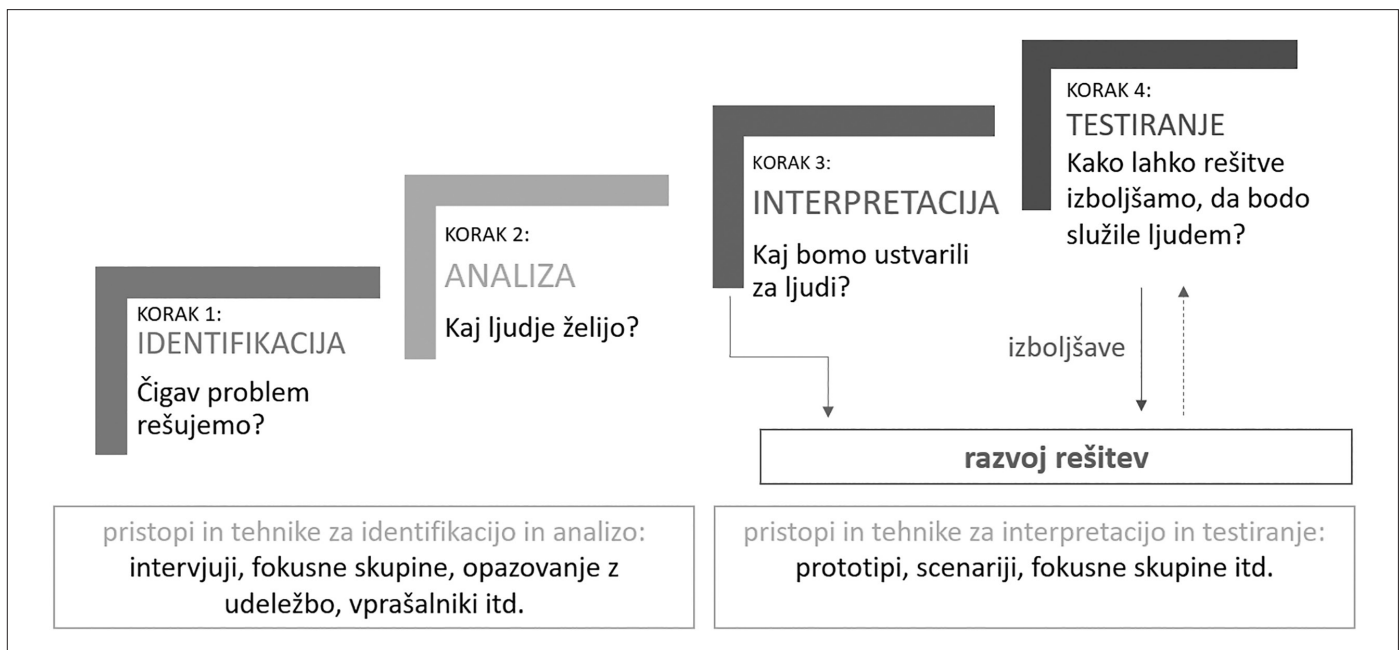 KORAK 1:
IDENTIFIKACIJA
Čigav problem
rešujemo?
KORAK 2:
ANALIZA
Kaj ljudje želijo?
KORAK 3:
INTERPRETACIJA
Kaj bomo ustvarili
za ljudi?
KORAK 4:
TESTIRANJE
Kako lahko rešitve
izboljšamo, da bodo
služile ljudem?
izboljšave
razvoj rešitev
pristopi in tehnike za identifikacijo in analizo:
intervjuji, fokusne skupine, opazovanje z
udeležbo, vprašalniki itd.
pristopi in tehnike za interpretacijo in testiranje:
prototipi, scenariji, fokusne skupine itd.